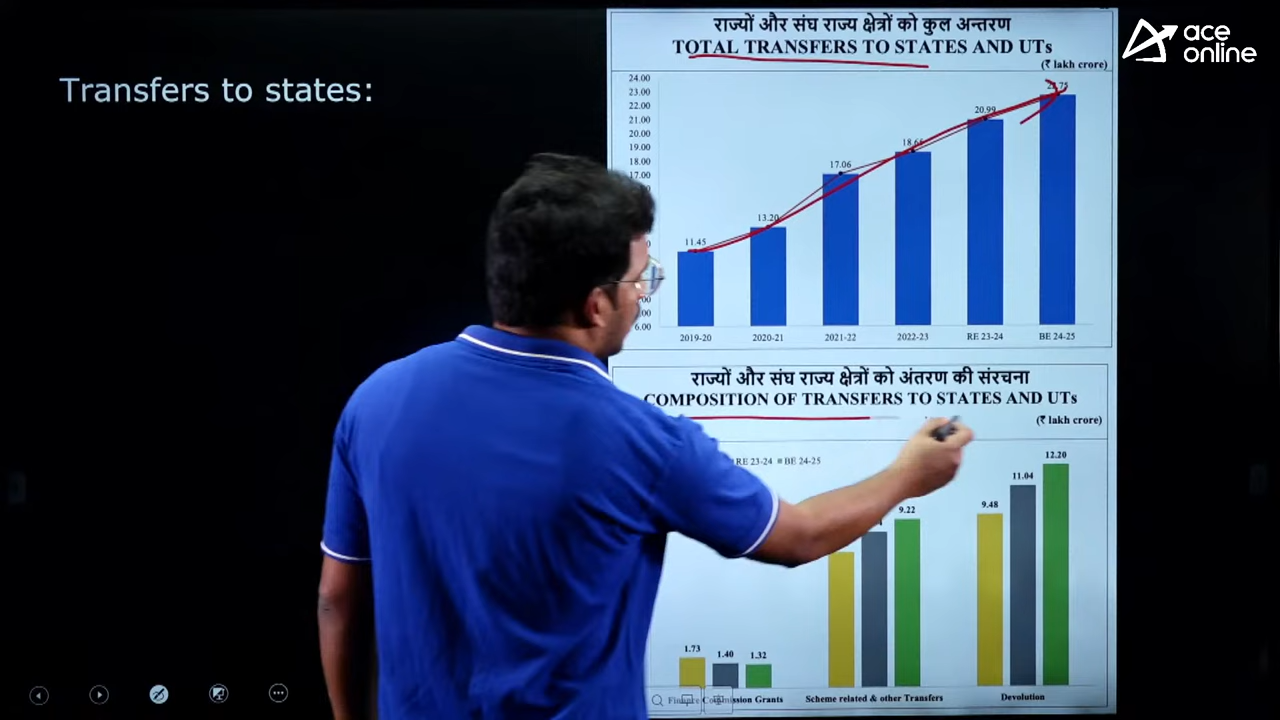 ace
online
Transfers to states:
राज्यों और संघ राज्य क्षेत्रों को कुल अन्तरण
TOTAL TRANSFERS TO STATES AND UTs
(₹ lakh crore)
24.00
23.00
22.00
21.00
20.00
19.00
18.00
17.00
6.00
11.45
13.20
17.06
20.99
2019-20
2020-21
2021-22
2022-23
RE 23-24
BE 24-25
राज्यों और संघ राज्य क्षेत्रों को अंतरण की संरचना
COMPOSITION OF TRANSFERS TO STATES AND UTs
(₹ lakh crore)
RE 23-24 BE 24-25
1.73
1.40
1.32
9.22
9.48
11.04
12.20
Finance Commission Grants
Scheme related & other Transfers
Devolution